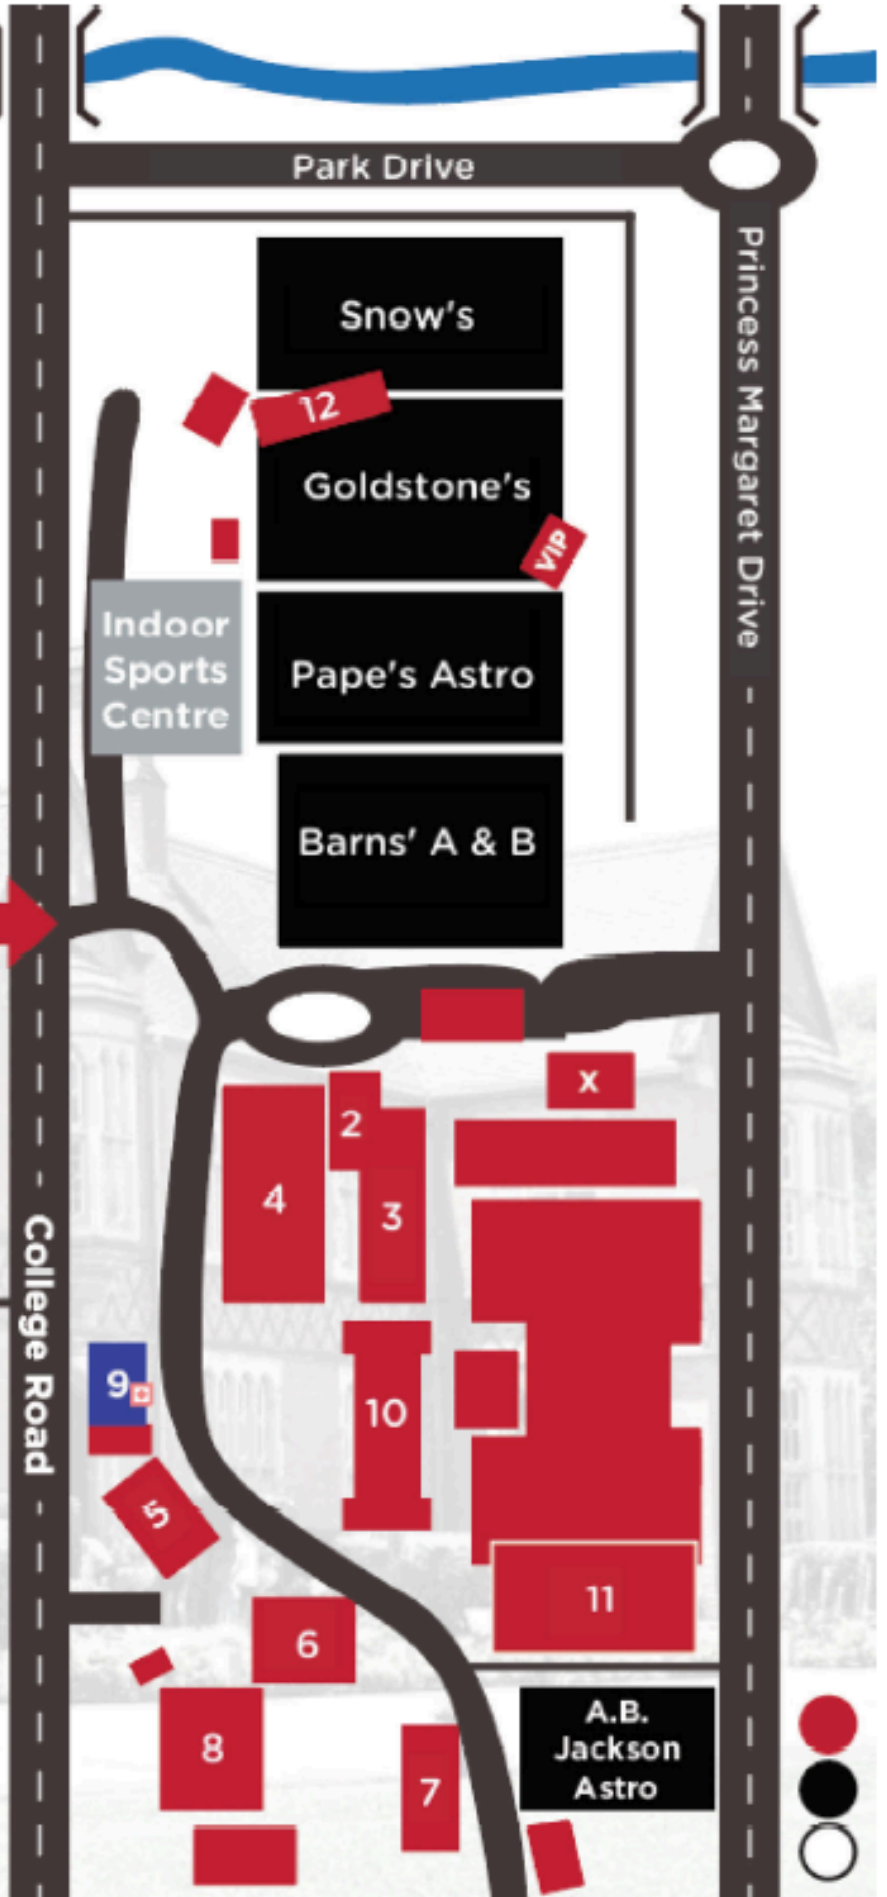 Park Drive
Princess Margaret Drive
Snow's
12
Goldstone's
VIP
Indoor
Sports
Centre
Pape's Astro
Barns' A & B
x
2
4
3
College Road
9
10
5
11
6
A.B.
Jackson
Astro
8
7